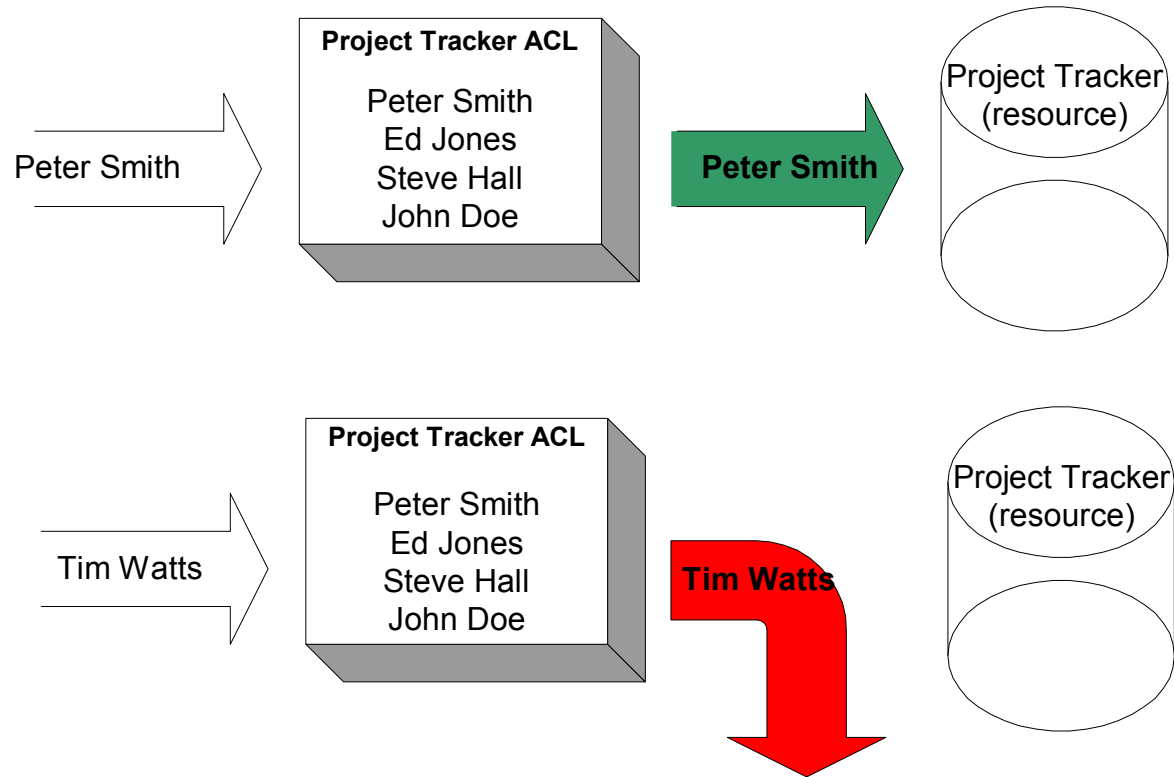 Project Tracker ACL
Peter Smith
Ed Jones
Steve Hall
John Doe
Peter Smith
Peter Smith
Project Tracker
(resource)
Project Tracker ACL
Peter Smith
Ed Jones
Steve Hall
John Doe
Tim Watts
Tim Watts
Project Tracker
(resource)